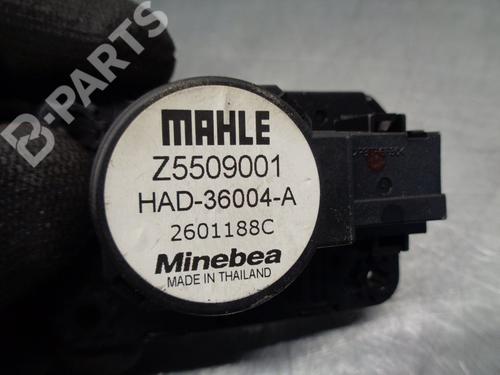 B-PARTS
MAHLE
Z5509001
HAD-36004-A
2601188C
Minebea
MADE IN THAILAND